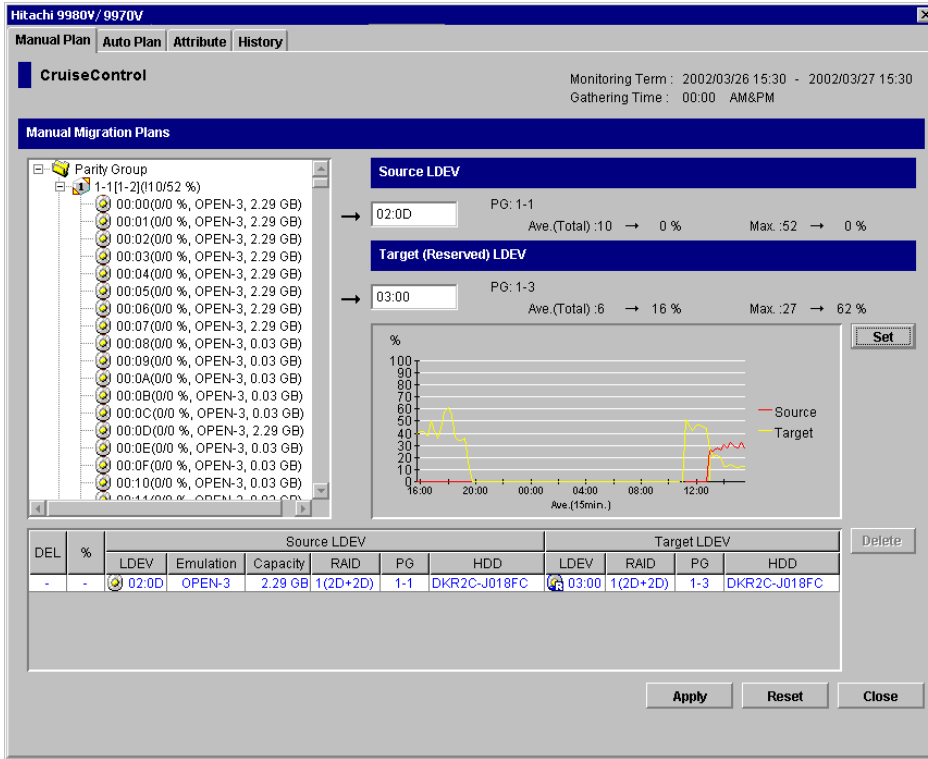 Hitachi 9980V/9970V
Manual Plan Auto Plan Attribute History
CruiseControl
Monitoring Term : 2002/03/26 15:30 - 2002/03/27 15:30
Gathering Time : 00:00 AM&PM
Manual Migration Plans
Parity Group
1-1[1-2](!10/52 %)
00:00(0/0 %, OPEN-3, 2.29 GB)
00:01(0/0 %, OPEN-3, 2.29 GB)
00:02(0/0 %, OPEN-3, 2.29 GB)
00:03(0/0 %, OPEN-3, 2.29 GB)
00:04(0/0 %, OPEN-3, 2.29 GB)
00:05(0/0 %, OPEN-3, 2.29 GB)
00:06(0/0 %, OPEN-3, 2.29 GB)
00:07(0/0 %, OPEN-3, 2.29 GB)
00:08(0/0 %, OPEN-3, 0.03 GB)
00:09(0/0 %, OPEN-3, 0.03 GB)
00:0A(0/0 %, OPEN-3, 0.03 GB)
00:0B(0/0 %, OPEN-3, 0.03 GB)
00:0C(0/0 %, OPEN-3, 0.03 GB)
00:0D(0/0 %, OPEN-3, 2.29 GB)
00:0E(0/0 %, OPEN-3, 0.03 GB)
00:0F(0/0 %, OPEN-3, 0.03 GB)
00:10(0/0 %, OPEN-3, 0.03 GB)
00:11(0/0 %, OPEN-3, 0.03 GB)
Source LDEV
02:0D
PG: 1-1
Ave.(Total) :10 → 0 % Max. :52 → 0 %
Target (Reserved) LDEV
03:00
PG: 1-3
Ave.(Total) :6 → 16 % Max. :27 → 62 %
Set
%
100
90
80
70
60
50
40
30
20
10
0
16:00 20:00 00:00 04:00 08:00 12:00
Ave.(15min.)
Source
Target
DEL % Source LDEV Target LDEV
LDEV Emulation Capacity RAID PG HDD LDEV RAID PG HDD
- - 02:0D OPEN-3 2.29 GB 1(2D+2D) 1-1 DKR2C-J018FC 03:00 1(2D+2D) 1-3 DKR2C-J018FC
Delete
Apply Reset Close